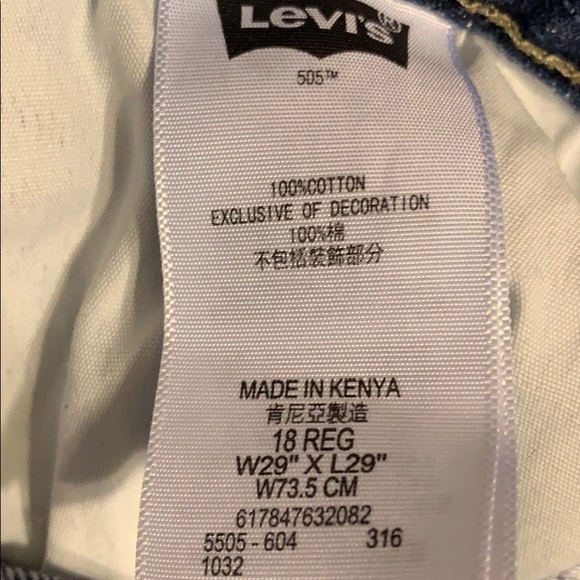 Levi's®
505™
100%COTTON
EXCLUSIVE OF DECORATION
100%棉
不包括裝飾部分
MADE IN KENYA
肯尼亞製造
18 REG
W29" X L29"
W73.5 CM
617847632082
5505 - 604 316
1032